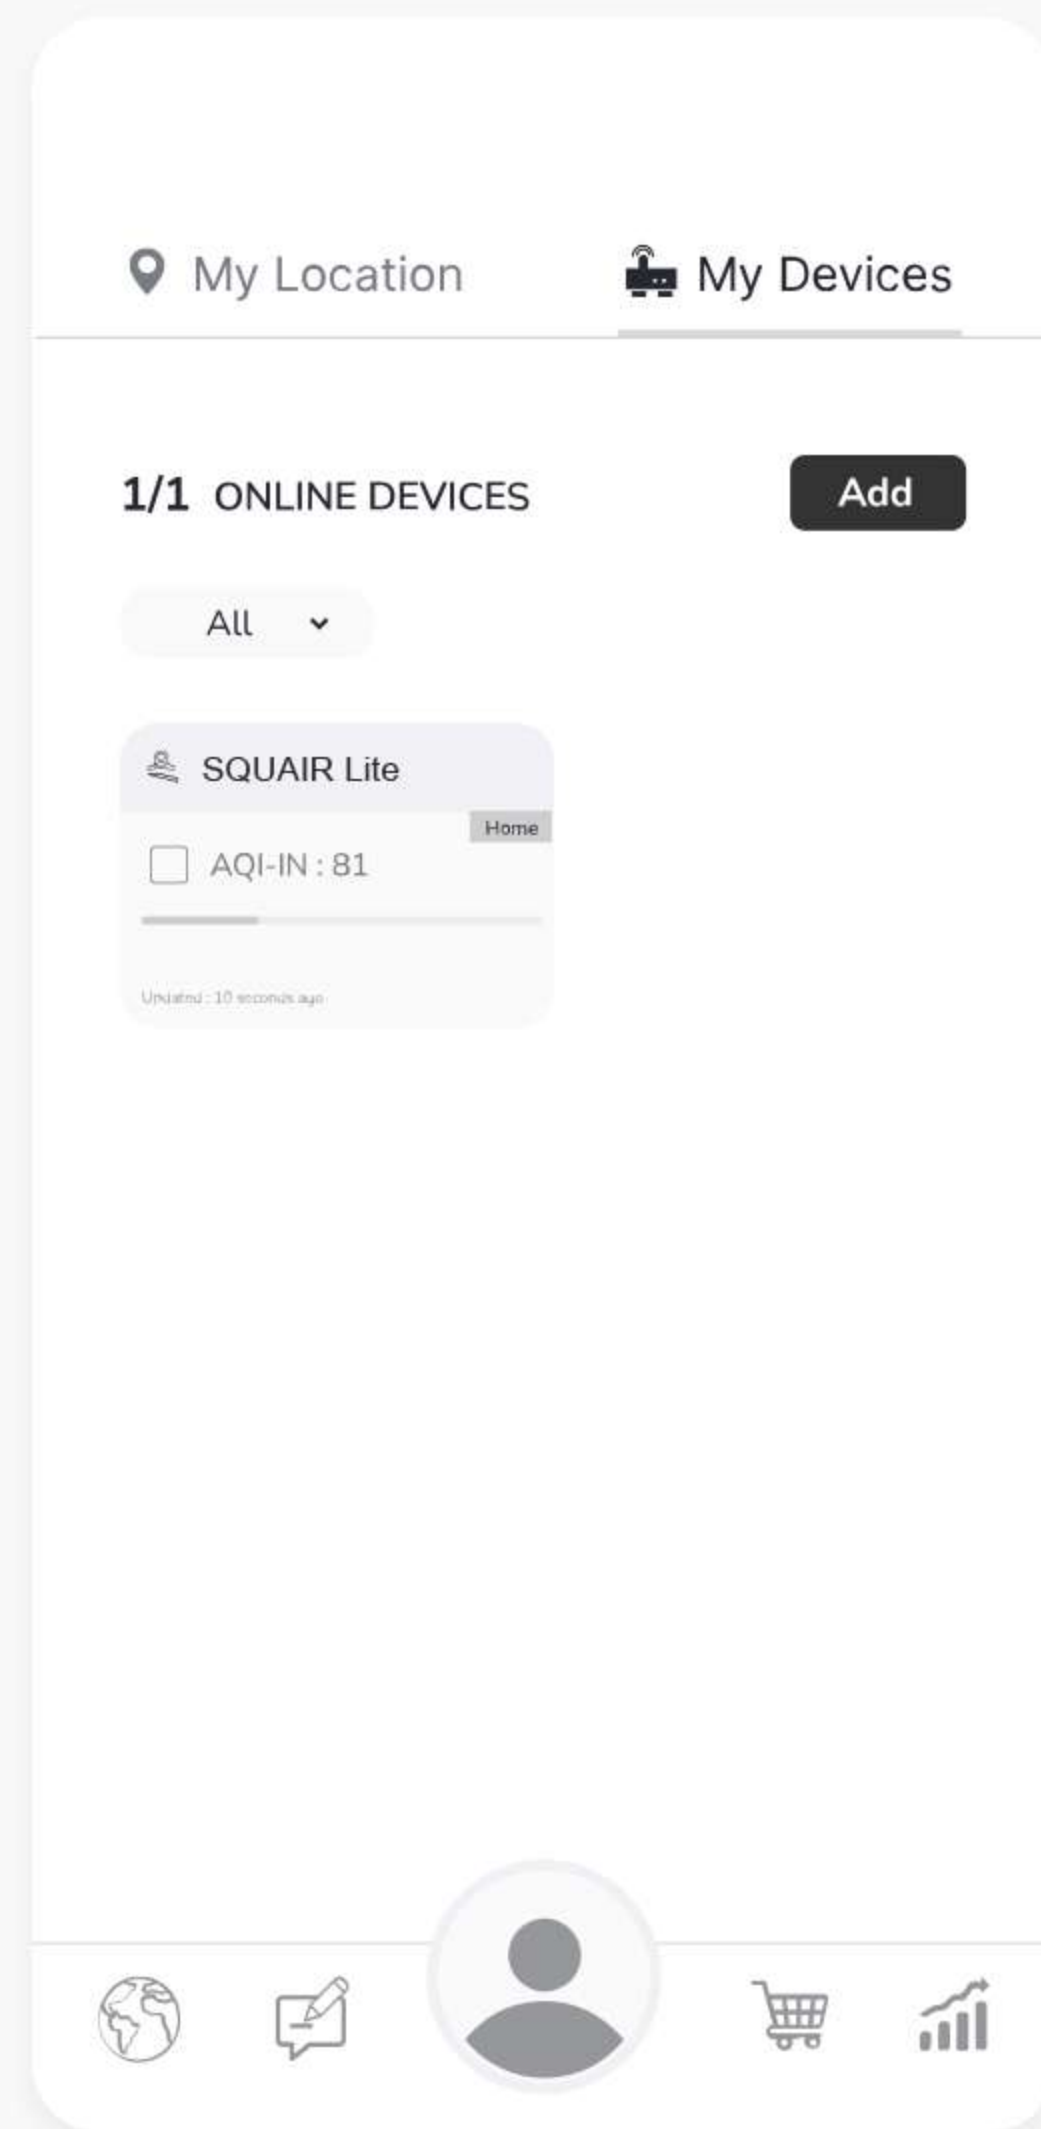 My Location
My Devices
1/1 ONLINE DEVICES
Add
All
SQUAIR Lite
Home
AQI-IN : 81
Updated : 10 seconds ago